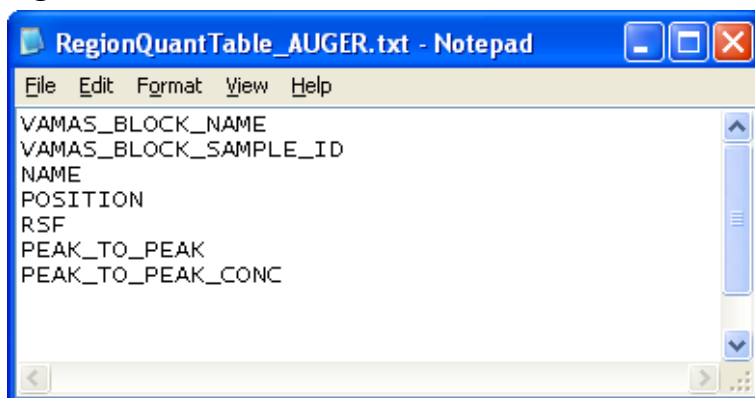 RegionQuantTable_AUGER.txt - Notepad
File Edit Format View Help
VAMAS_BLOCK_NAME
VAMAS_BLOCK_SAMPLE_ID
NAME
POSITION
RSF
PEAK_TO_PEAK
PEAK_TO_PEAK_CONC